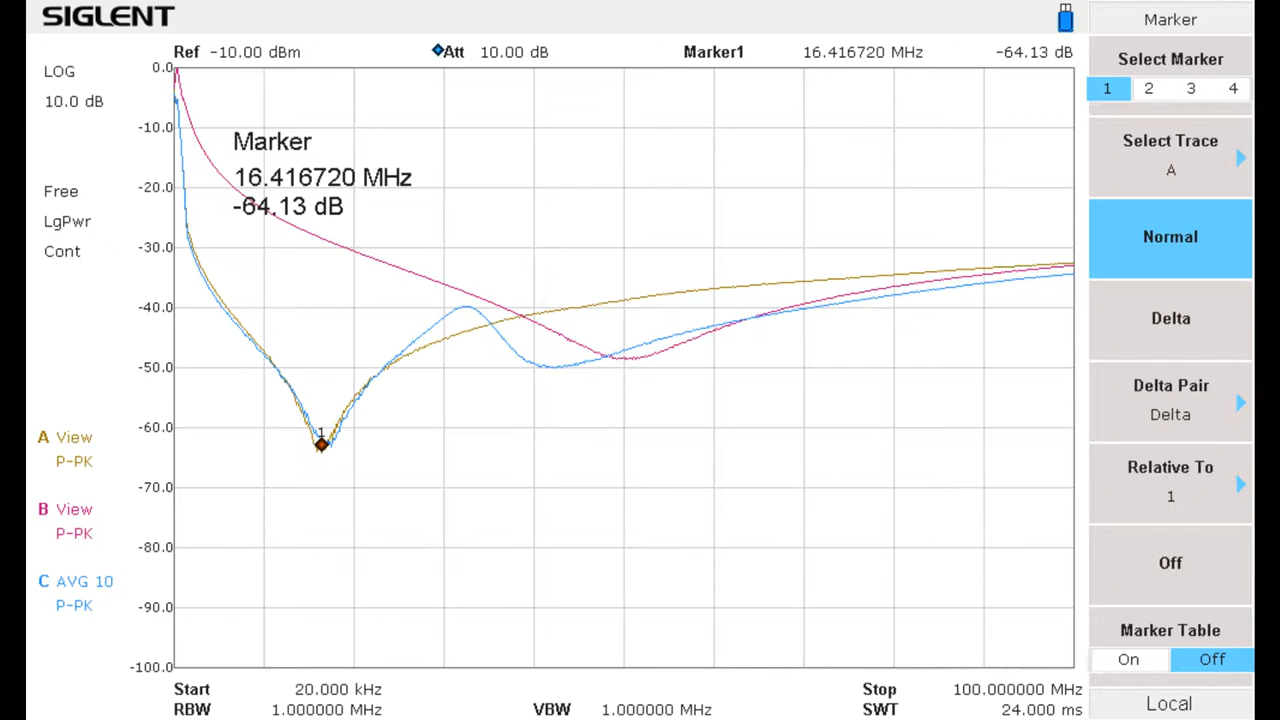 SIGLENT
Marker
Ref -10.00 dBm Att 10.00 dB Marker1 16.416720 MHz -64.13 dB
Select Marker
1 2 3 4
LOG
10.0 dB
Free
LgPwr
Cont
A View
P-PK
B View
P-PK
C AVG 10
P-PK
0.0
-10.0
-20.0
-30.0
-40.0
-50.0
-60.0
-70.0
-80.0
-90.0
-100.0
Marker
16.416720 MHz
-64.13 dB
1
Select Trace
A
Normal
Delta
Delta Pair
Delta
Relative To
1
Off
Marker Table
On Off
Local
Start 20.000 kHz Stop 100.000000 MHz
RBW 1.000000 MHz VBW 1.000000 MHz SWT 24.000 ms